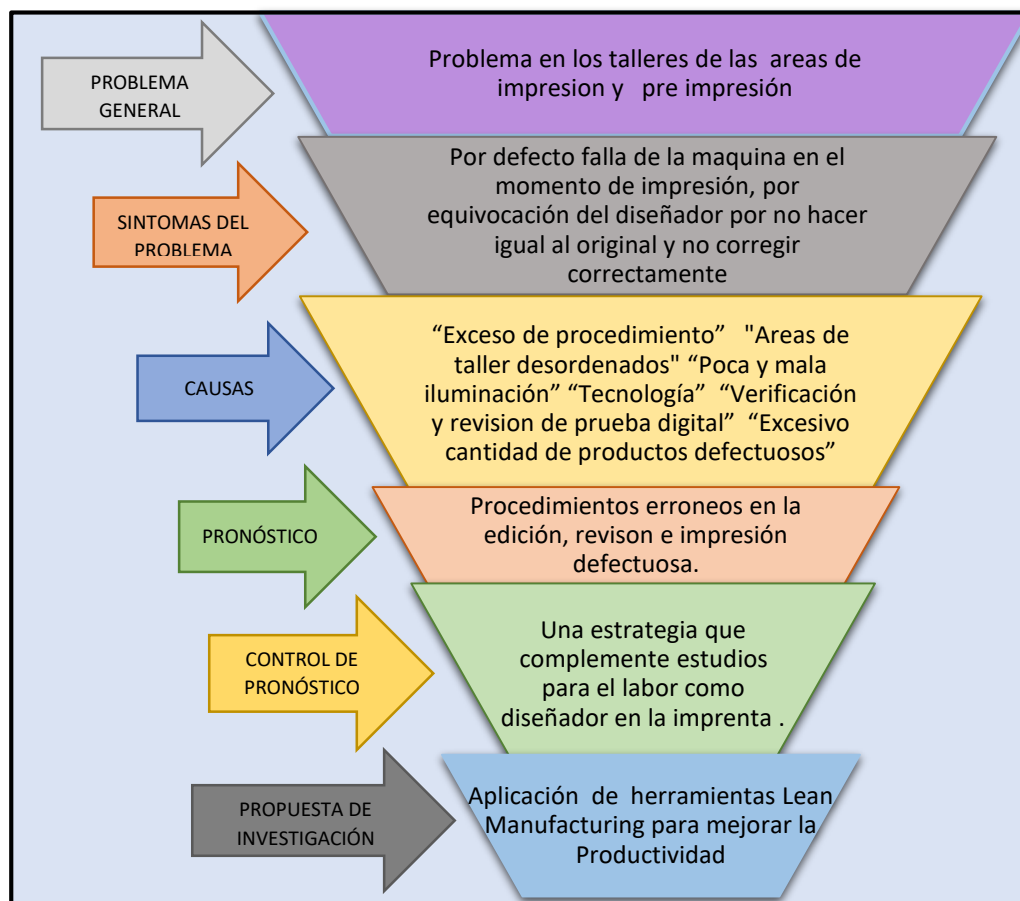 PROBLEMA
GENERAL
Problema en los talleres de las areas de
impresion y pre impresión
SINTOMAS DEL
PROBLEMA
Por defecto falla de la maquina en el
momento de impresión, por
equivocación del diseñador por no hacer
igual al original y no corregir
correctamente
CAUSAS
“Exceso de procedimiento” "Areas de
taller desordenados" “Poca y mala
iluminación” “Tecnología” “Verificación
y revision de prueba digital” “Excesivo
cantidad de productos defectuosos”
PRONÓSTICO
Procedimientos erroneos en la
edición, revison e impresión
defectuosa.
CONTROL DE
PRONÓSTICO
Una estrategia que
complemente estudios
para el labor como
diseñador en la imprenta .
PROPUESTA DE
INVESTIGACIÓN
Aplicación de herramientas Lean
Manufacturing para mejorar la
Productividad